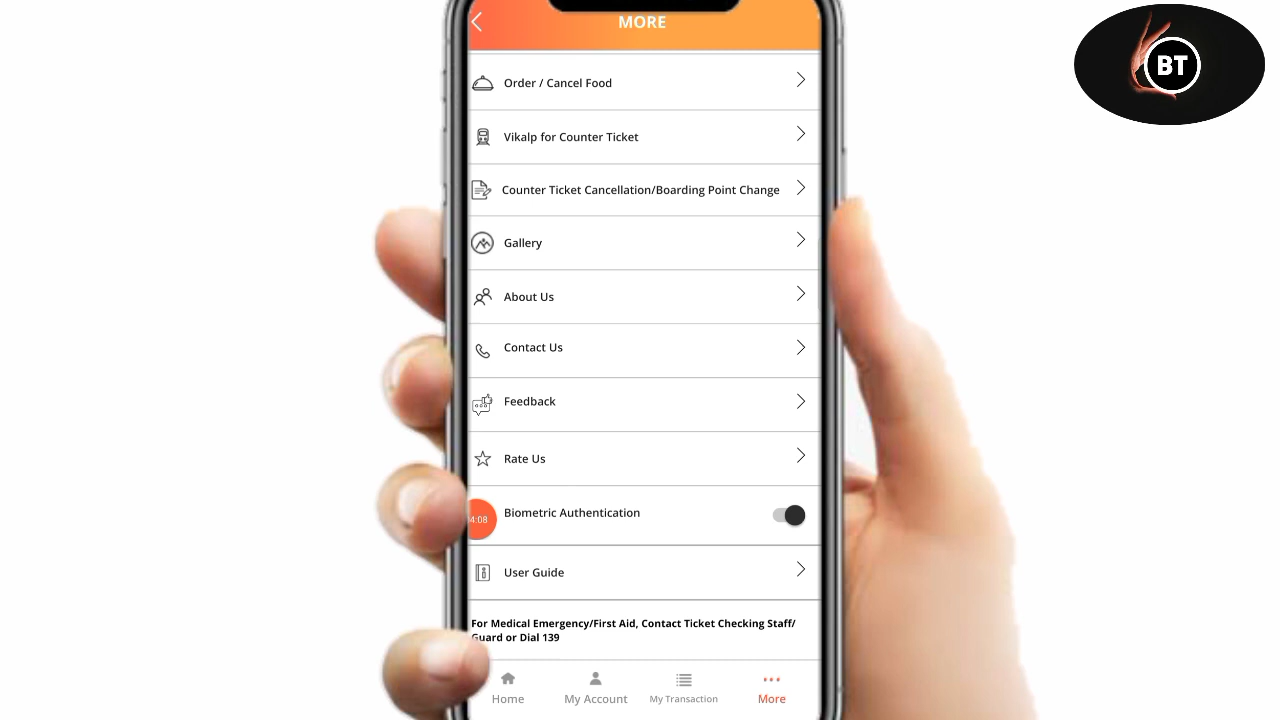 MORE
BT
Order / Cancel Food
Vikalp for Counter Ticket
Counter Ticket Cancellation/Boarding Point Change
Gallery
About Us
Contact Us
Feedback
Rate Us
4:08
Biometric Authentication
User Guide
For Medical Emergency/First Aid, Contact Ticket Checking Staff/
Guard or Dial 139
Home
My Account
My Transaction
More